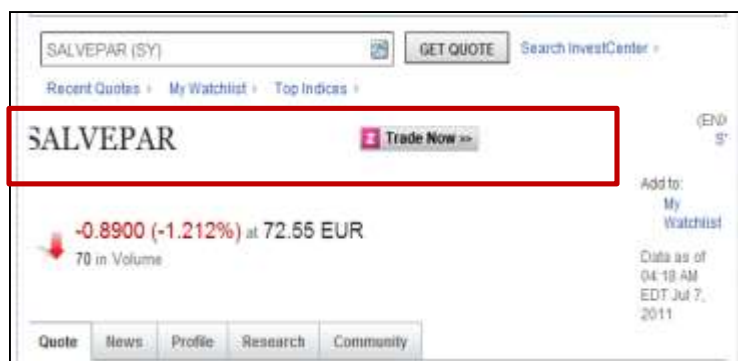 SALVEPAR (SY) GET QUOTE Search InvestCenter
Recent Quotes My Watchlist Top Indices
SALVEPAR Trade Now >>
Add to:
My
Watchlist
-0.8900 (-1.212%) at 72.55 EUR
70 in Volume
Data as of
04:18 AM
EDT Jul 7,
2011
Quote News Profile Research Community